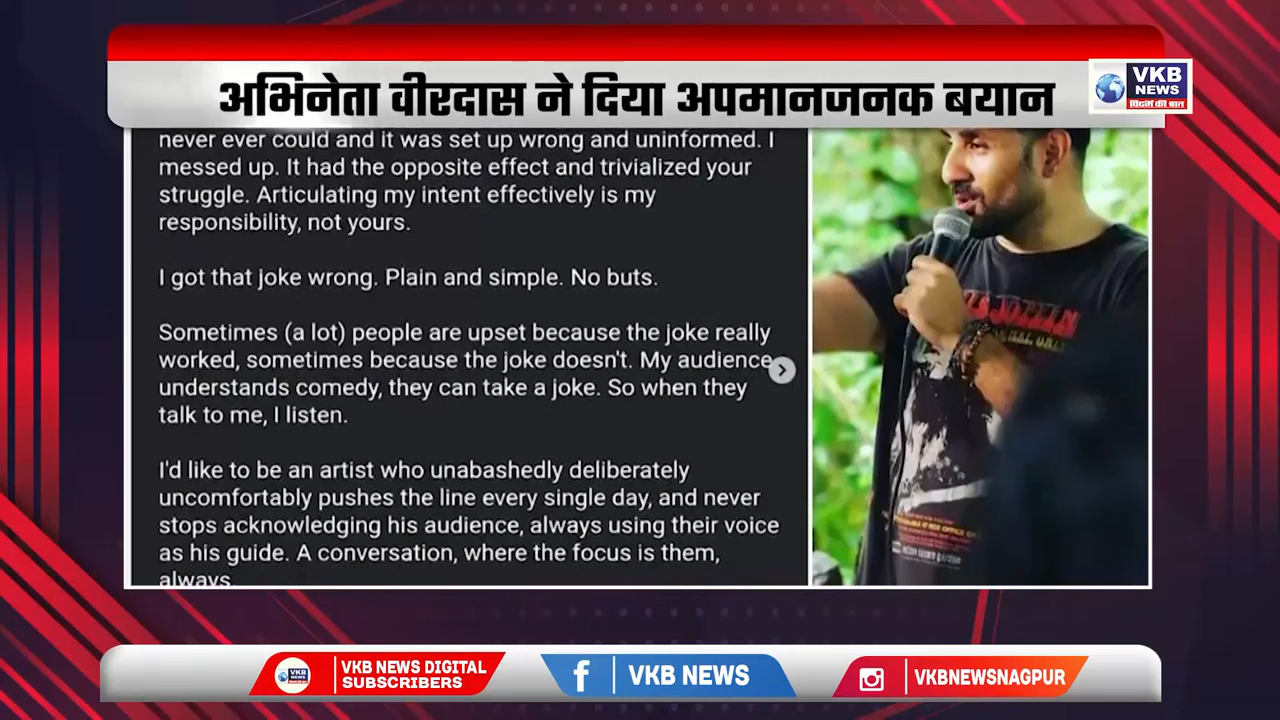 अभिनेता वीरदास ने दिया अपमानजनक बयान
VKB
NEWS
विदर्भ की बात
never ever could and it was set up wrong and uninformed. I
messed up. It had the opposite effect and trivialized your
struggle. Articulating my intent effectively is my
responsibility, not yours.
I got that joke wrong. Plain and simple. No buts.
Sometimes (a lot) people are upset because the joke really
worked, sometimes because the joke doesn't. My audience
understands comedy, they can take a joke. So when they
talk to me, I listen.
I'd like to be an artist who unabashedly deliberately
uncomfortably pushes the line every single day, and never
stops acknowledging his audience, always using their voice
as his guide. A conversation, where the focus is them,
always
VKB
NEWS
VKB NEWS DIGITAL
SUBSCRIBERS
f
VKB NEWS
VKBNEWSNAGPUR